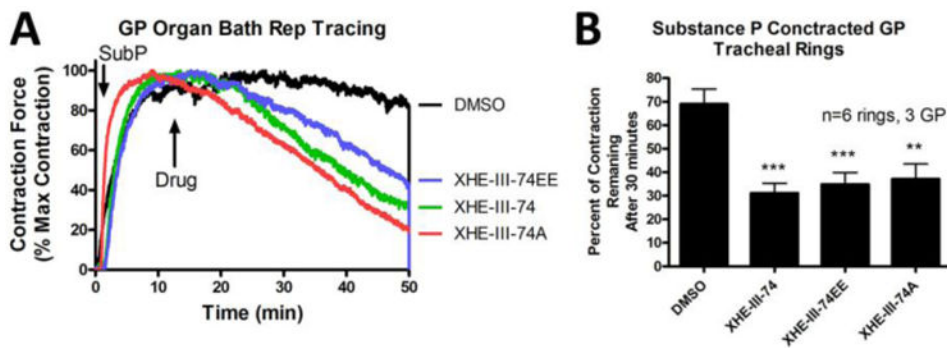 A
GP Organ Bath Rep Tracing
SubP
Contraction Force
(% Max Contraction)
100
80
60
40
20
0
Drug
0
10
20
30
40
50
Time (min)
DMSO
XHE-III-74EE
XHE-III-74
XHE-III-74A
B
Substance P Conctracted GP
Tracheal Rings
Percent of Contraction
Remaning
After 30 minutes
80
70
60
50
40
30
20
10
0
n=6 rings, 3 GP
***
***
**
DMSO
XHE-III-74
XHE-III-74EE
XHE-III-74A